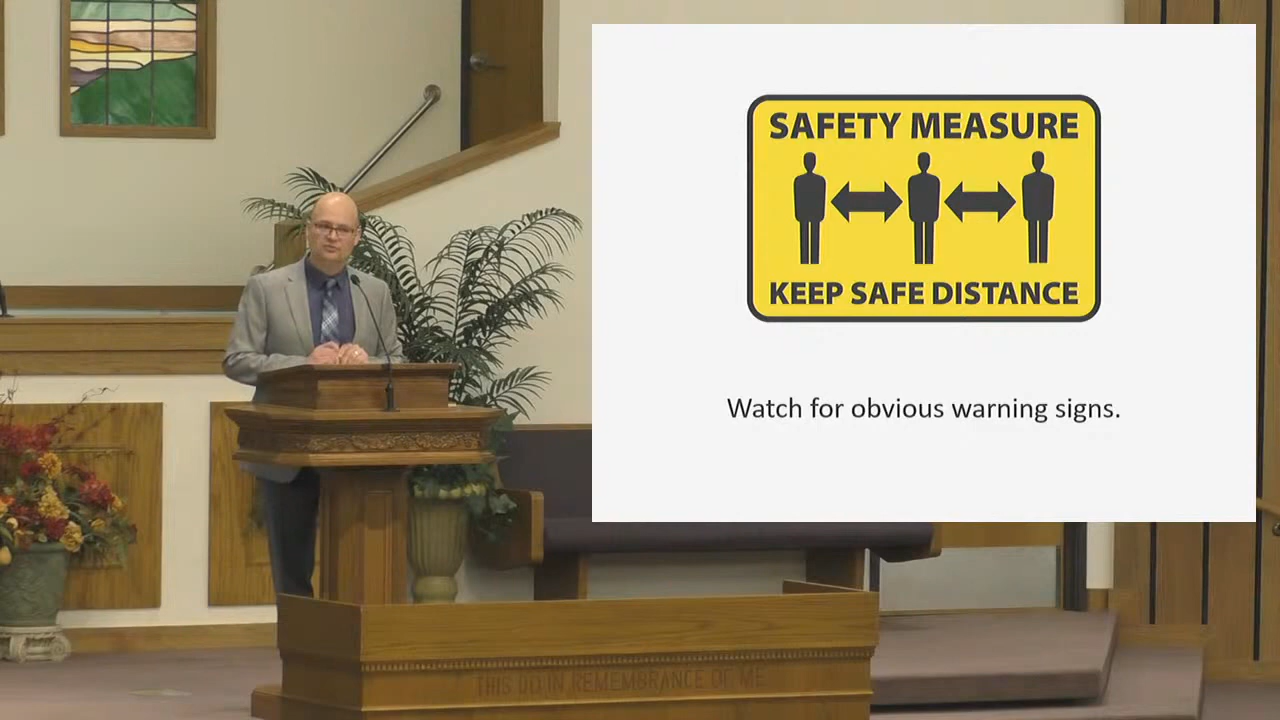 SAFETY MEASURE
KEEP SAFE DISTANCE
Watch for obvious warning signs.
THIS DO IN REMEMBRANCE OF ME